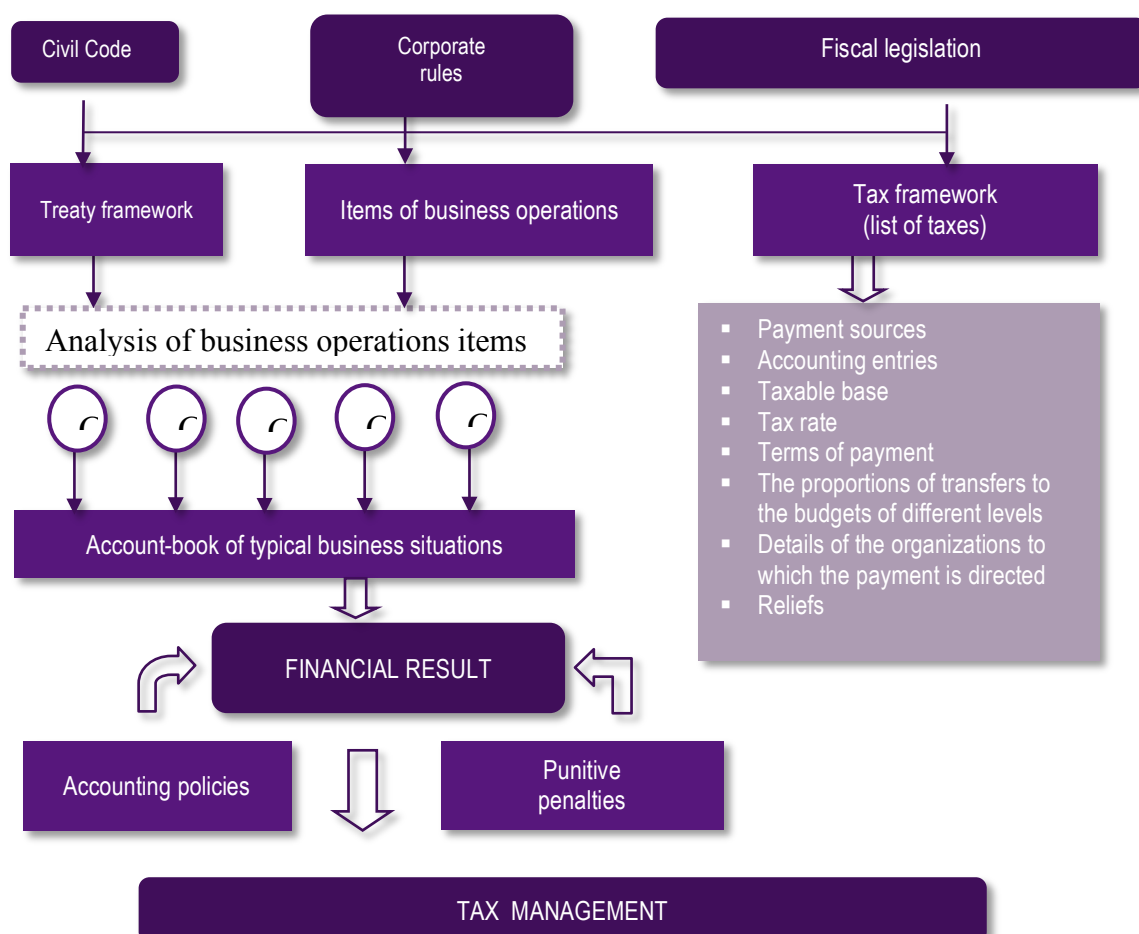 Civil Code
Corporate
rules
Fiscal legislation
Treaty framework
Items of business operations
Tax framework
(list of taxes)
Analysis of business operations items
▪ Payment sources
▪ Accounting entries
▪ Taxable base
▪ Tax rate
▪ Terms of payment
▪ The proportions of transfers to
the budgets of different levels
▪ Details of the organizations to
which the payment is directed
▪ Reliefs
Account-book of typical business situations
FINANCIAL RESULT
Accounting policies
Punitive
penalties
TAX MANAGEMENT